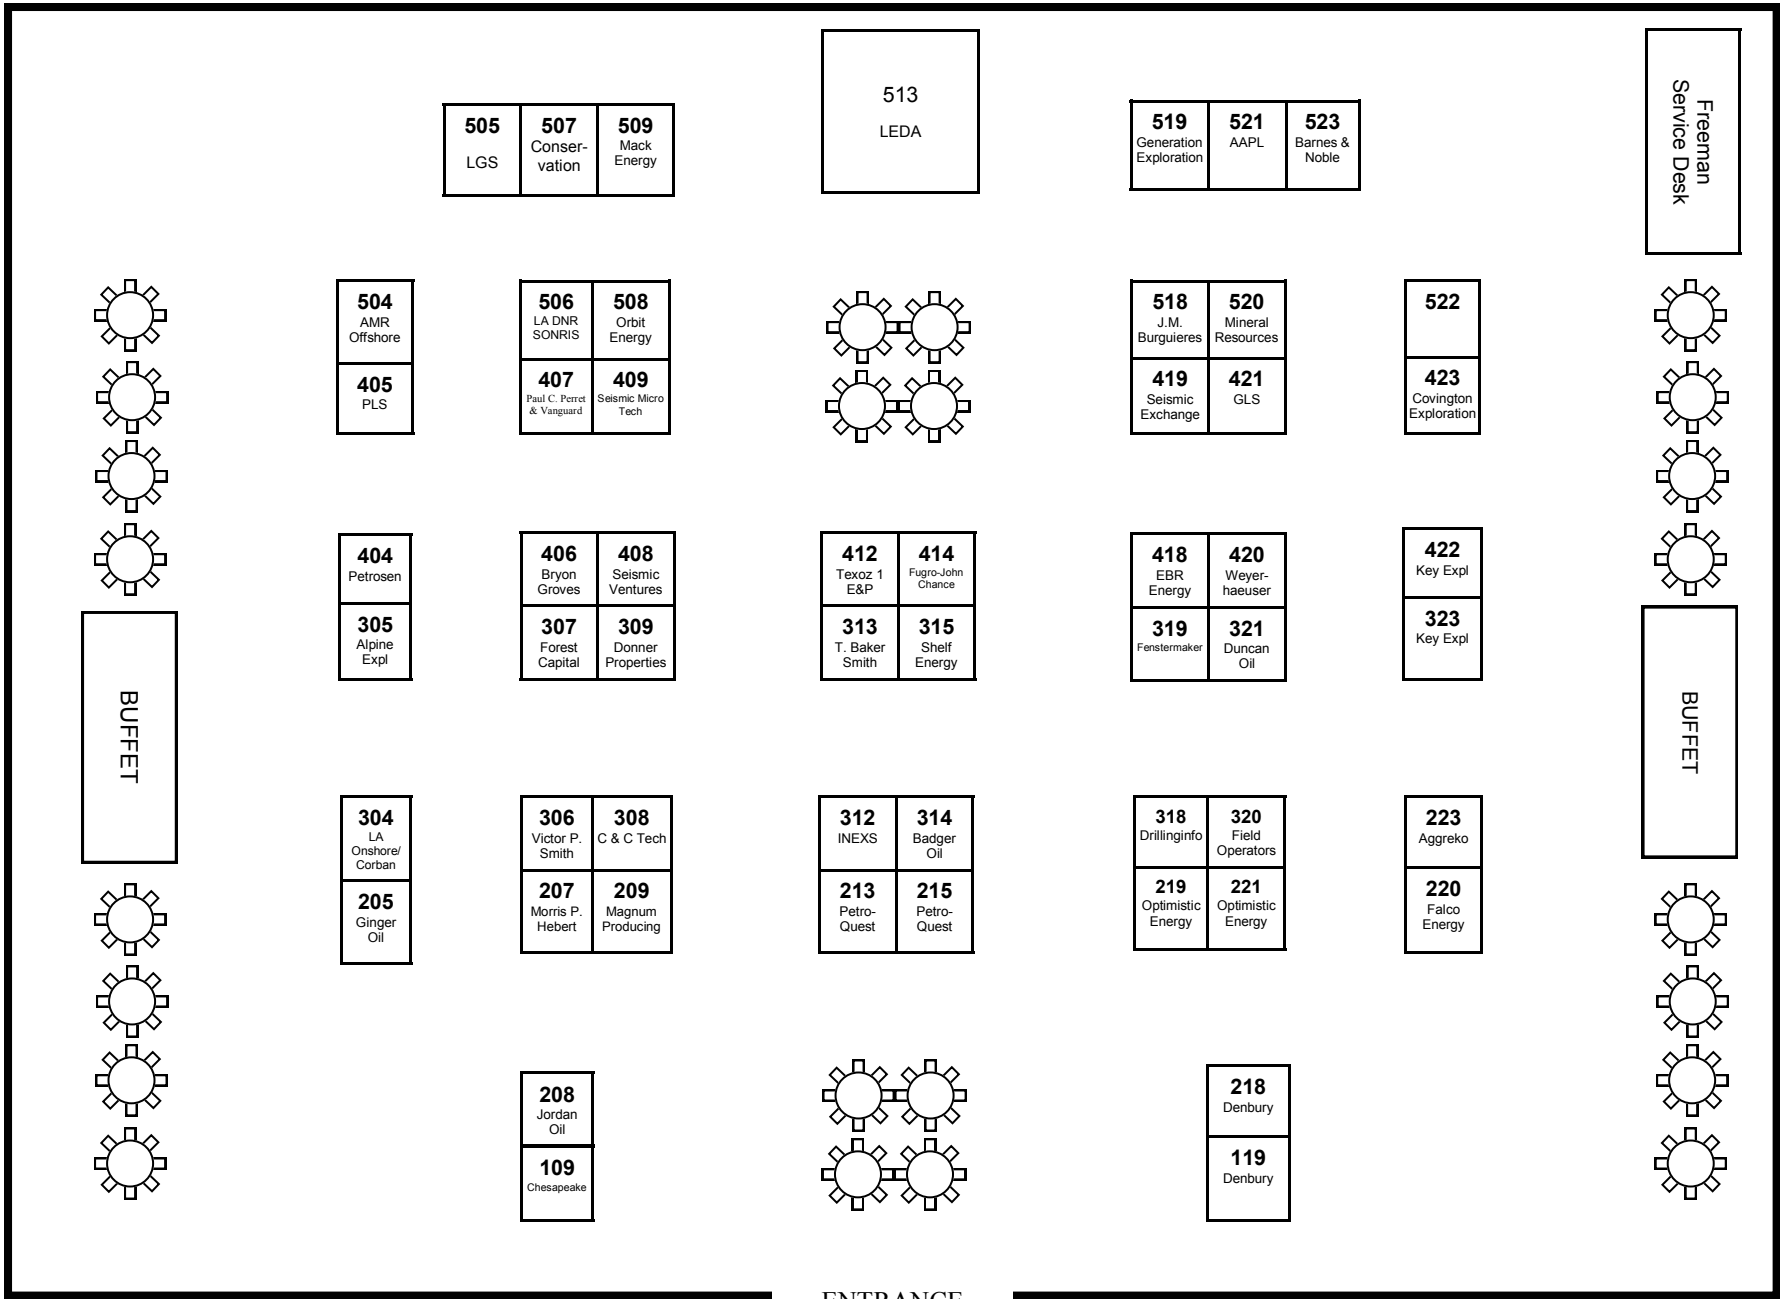 513
LEDA
505
LGS
507
Conser-
vation
509
Mack
Energy
519
Generation
Exploration
521
AAPL
523
Barnes &
Noble
Freeman
Service Desk
504
AMR
Offshore
405
PLS
506
LA DNR
SONRIS
508
Orbit
Energy
407
Paul C. Perret
& Vanguard
409
Seismic Micro
Tech
518
J.M.
Burguieres
520
Mineral
Resources
419
Seismic
Exchange
421
GLS
522
423
Covington
Exploration
404
Petrosen
305
Alpine
Expl
406
Bryon
Groves
408
Seismic
Ventures
307
Forest
Capital
309
Donner
Properties
412
Texoz 1
E&P
414
Fugro-John
Chance
313
T. Baker
Smith
315
Shelf
Energy
418
EBR
Energy
420
Weyer-
haeuser
319
Fenstermaker
321
Duncan
Oil
422
Key Expl
323
Key Expl
BUFFET
BUFFET
304
LA
Onshore/
Corban
205
Ginger
Oil
306
Victor P.
Smith
308
C & C Tech
207
Morris P.
Hebert
209
Magnum
Producing
312
INEXS
314
Badger
Oil
213
Petro-
Quest
215
Petro-
Quest
318
Drillinginfo
320
Field
Operators
219
Optimistic
Energy
221
Optimistic
Energy
223
Aggreko
220
Falco
Energy
208
Jordan
Oil
109
Chesapeake
218
Denbury
119
Denbury
ENTRANCE